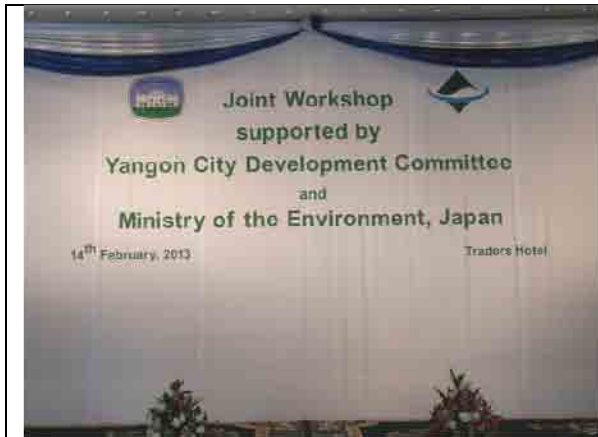 Joint Workshop
supported by
Yangon City Development Committee
and
Ministry of the Environment, Japan
14th February, 2013
Traders Hotel